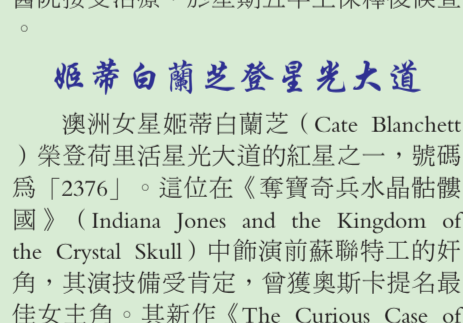 醫院接受治療，於星期五早上保釋後候查
。
姬蒂白蘭芝登星光大道
澳洲女星姬蒂白蘭芝（Cate Blanchett
）榮登荷里活星光大道的紅星之一，號碼
爲「2376」。這位在《奪寶奇兵水晶骷髏
國》（Indiana Jones and the Kingdom of
the Crystal Skull）中飾演前蘇聯特工的奸
角，其演技備受肯定，曾獲奧斯卡提名最
佳女主角。其新作《The Curious Case of